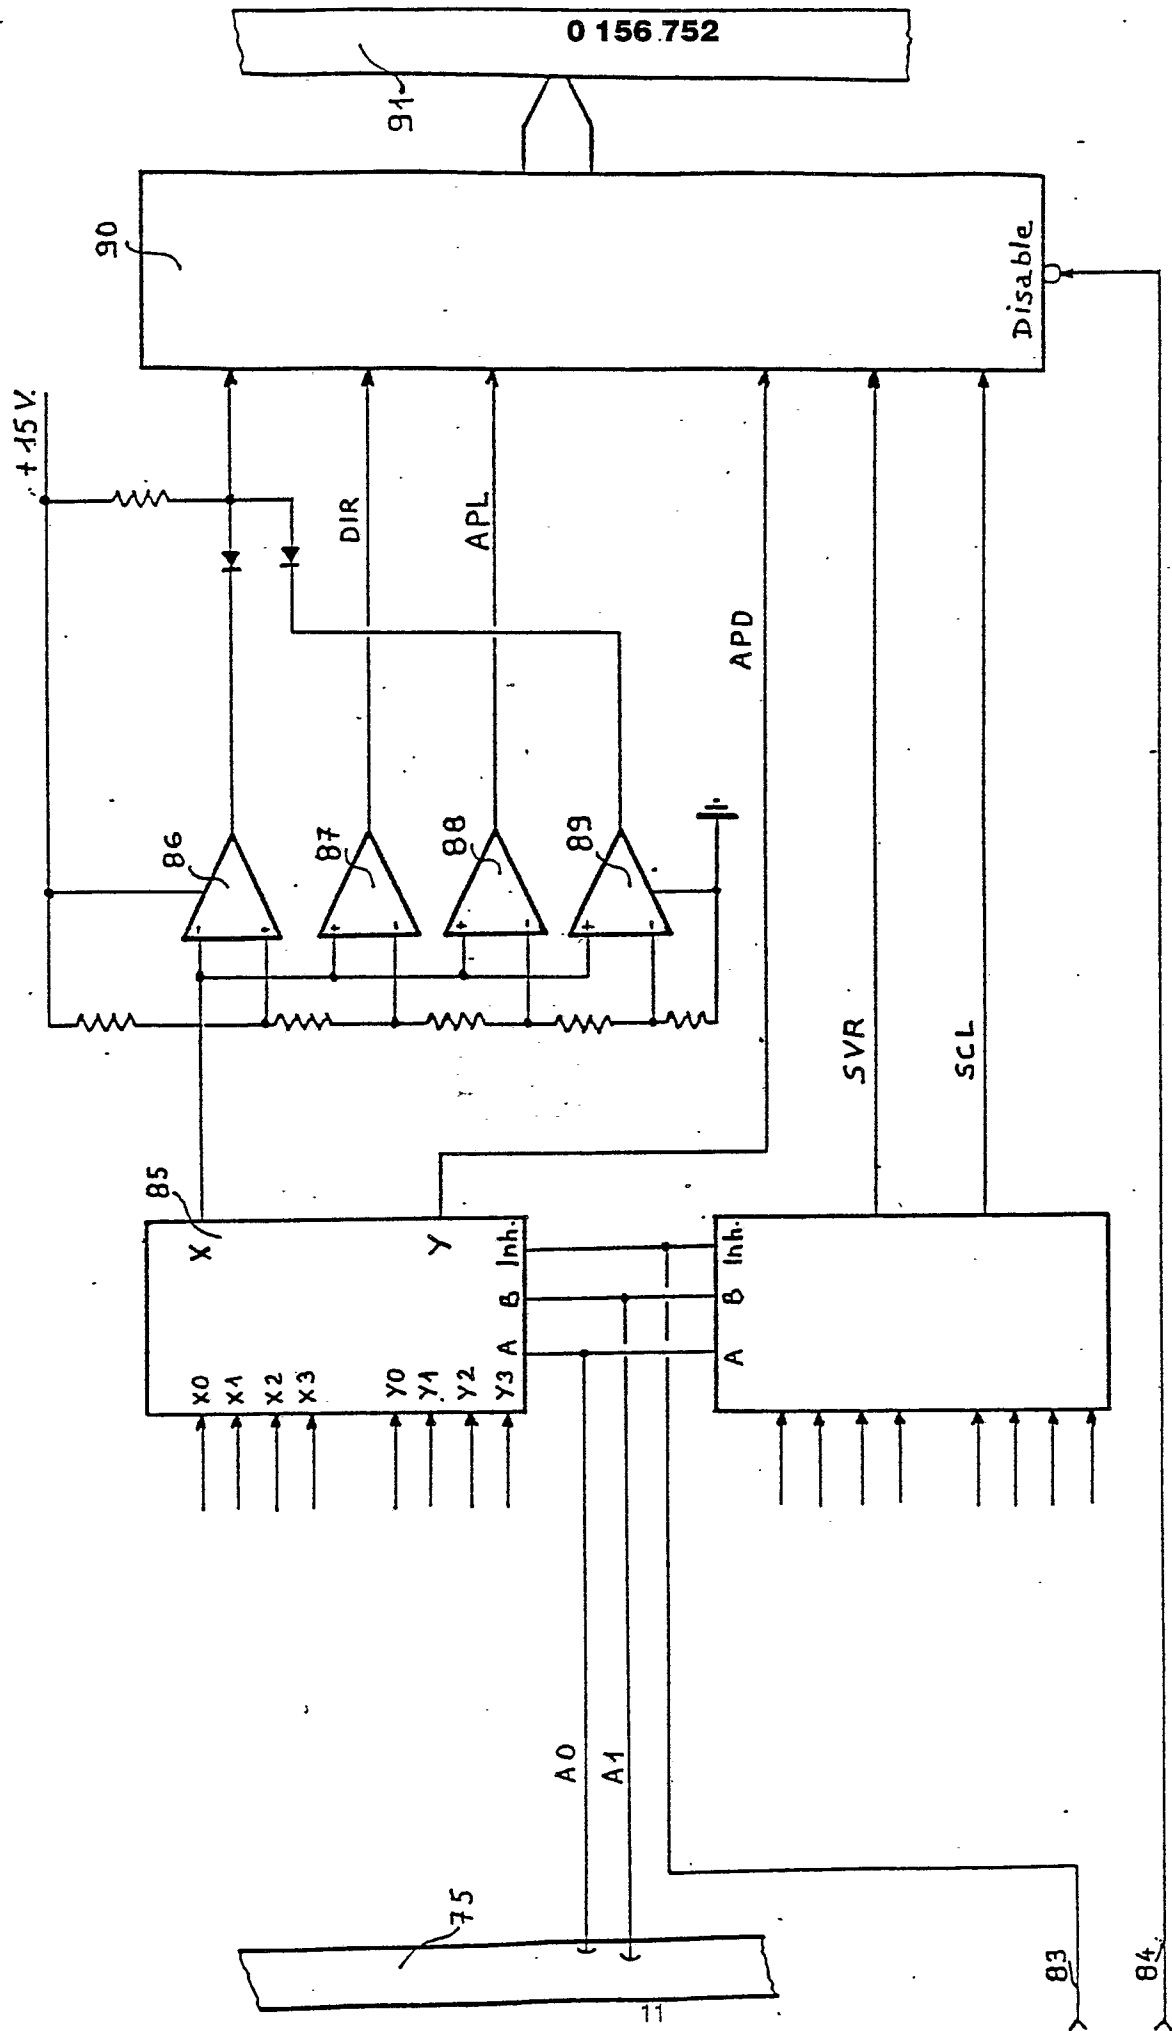 0 156 752
91
90
Disable
+15V.
DIR
APL
APD
86
87
88
89
+
-
+
-
+
-
SVR
SCL
85
X
Y
X0
X1
X2
X3
Y0
Y1
Y2
Y3
A
B
Inh.
A
B
Inh.
A0
A1
75
83
84
11